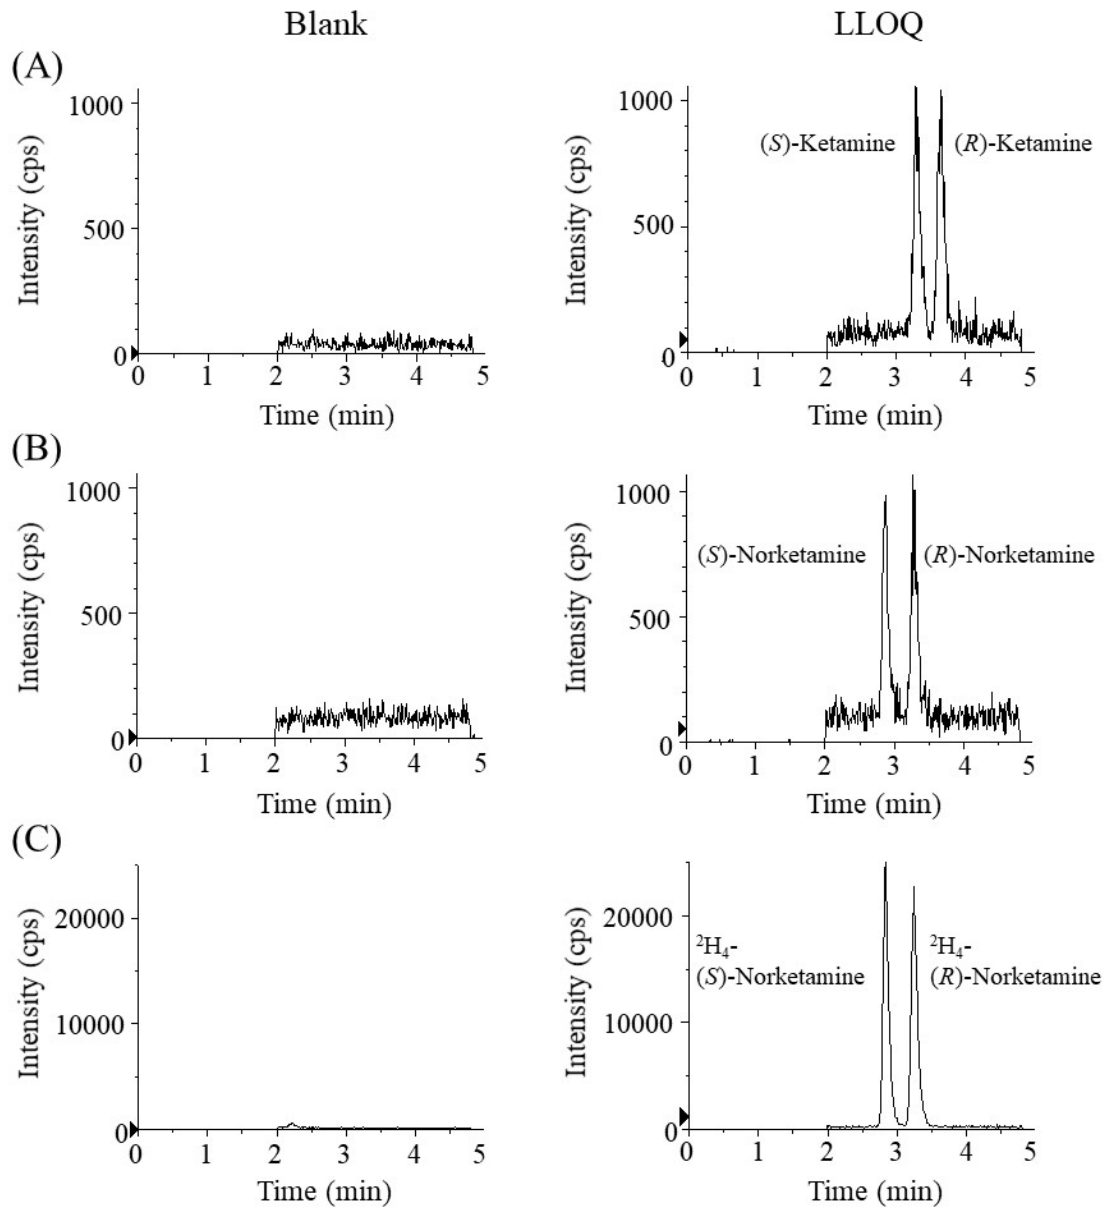 Blank
LLOQ
(A)
Intensity (cps)
1000
500
0
0 1 2 3 4 5
Time (min)
Intensity (cps)
1000
500
0
(S)-Ketamine
(R)-Ketamine
0 1 2 3 4 5
Time (min)
(B)
Intensity (cps)
1000
500
0
0 1 2 3 4 5
Time (min)
Intensity (cps)
1000
500
0
(S)-Norketamine
(R)-Norketamine
0 1 2 3 4 5
Time (min)
(C)
Intensity (cps)
20000
10000
0
0 1 2 3 4 5
Time (min)
Intensity (cps)
20000
10000
0
²H₄-
(S)-Norketamine
²H₄-
(R)-Norketamine
0 1 2 3 4 5
Time (min)